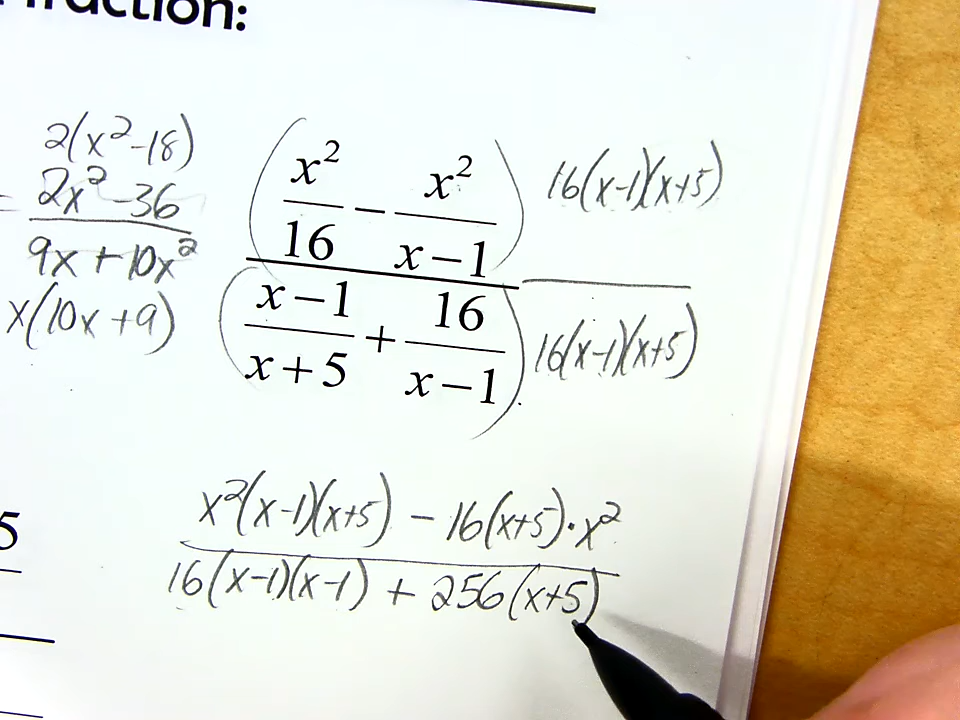 fraction:
2(x²-18)
= (2x²-36)/(9x+10x²)
x(10x+9)
(x²/16 - x²/(x-1)) 16(x-1)(x+5)
((x-1)/(x+5) + 16/(x-1)) 16(x-1)(x+5)
x²(x-1)(x+5) - 16(x+5)·x²
16(x-1)(x-1) + 256(x+5)
5